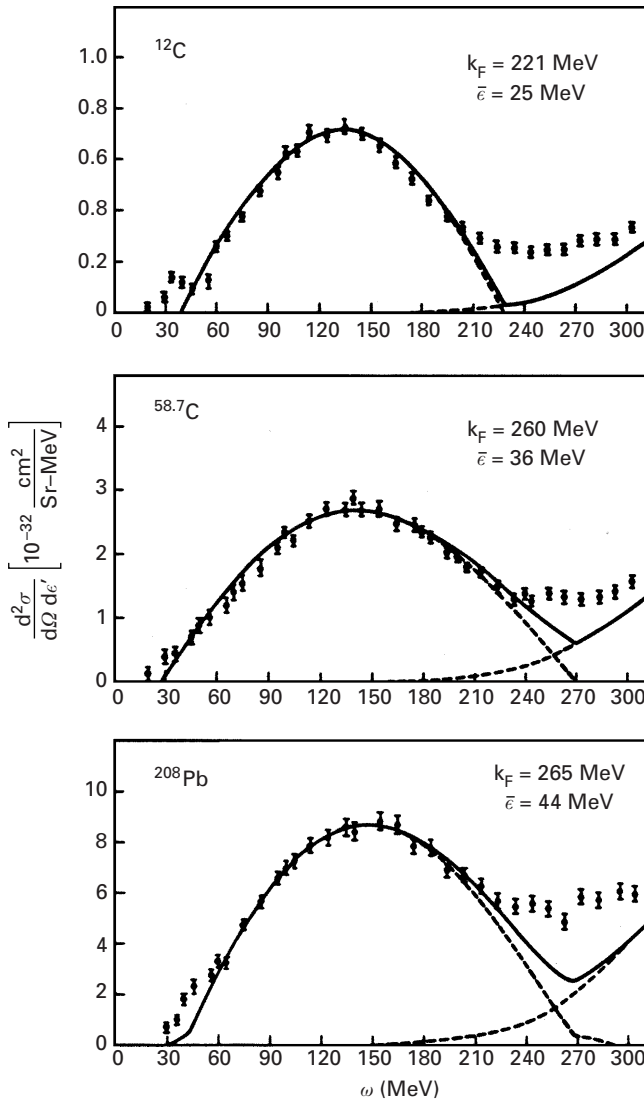 ¹²C
k_F = 221 MeV
ε̄ = 25 MeV
1.0
0.8
0.6
0.8
0.2
0
0 30 60 90 120 150 180 210 240 270 300
⁵⁸·⁷C
k_F = 260 MeV
ε̄ = 36 MeV
4
3
2
1
0
0 30 60 90 120 150 180 210 240 270 300
d²σ / dΩ dϵ′ [10⁻³² cm² / Sr–MeV]
²⁰⁸Pb
k_F = 265 MeV
ε̄ = 44 MeV
10
8
6
4
2
0
0 30 60 90 120 150 180 210 240 270 300
ω (MeV)